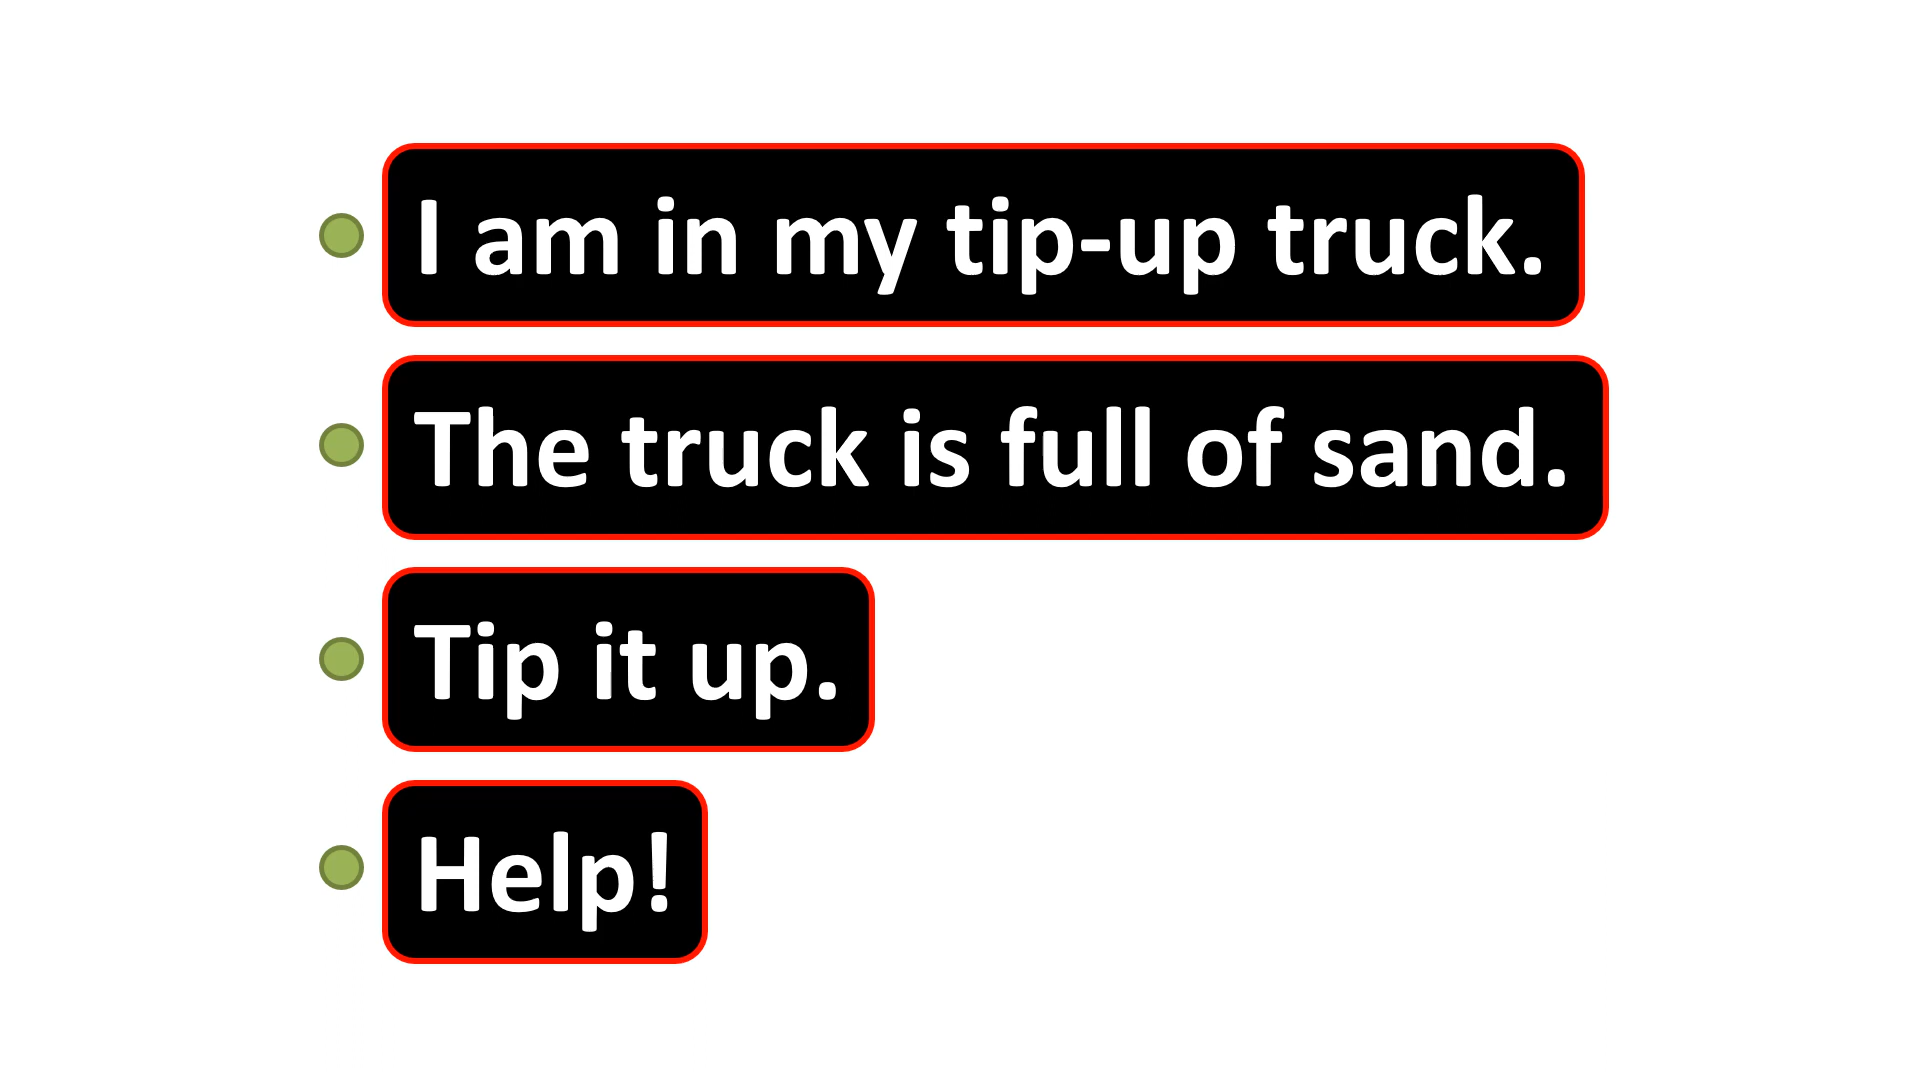 I am in my tip-up truck.
The truck is full of sand.
Tip it up.
Help!